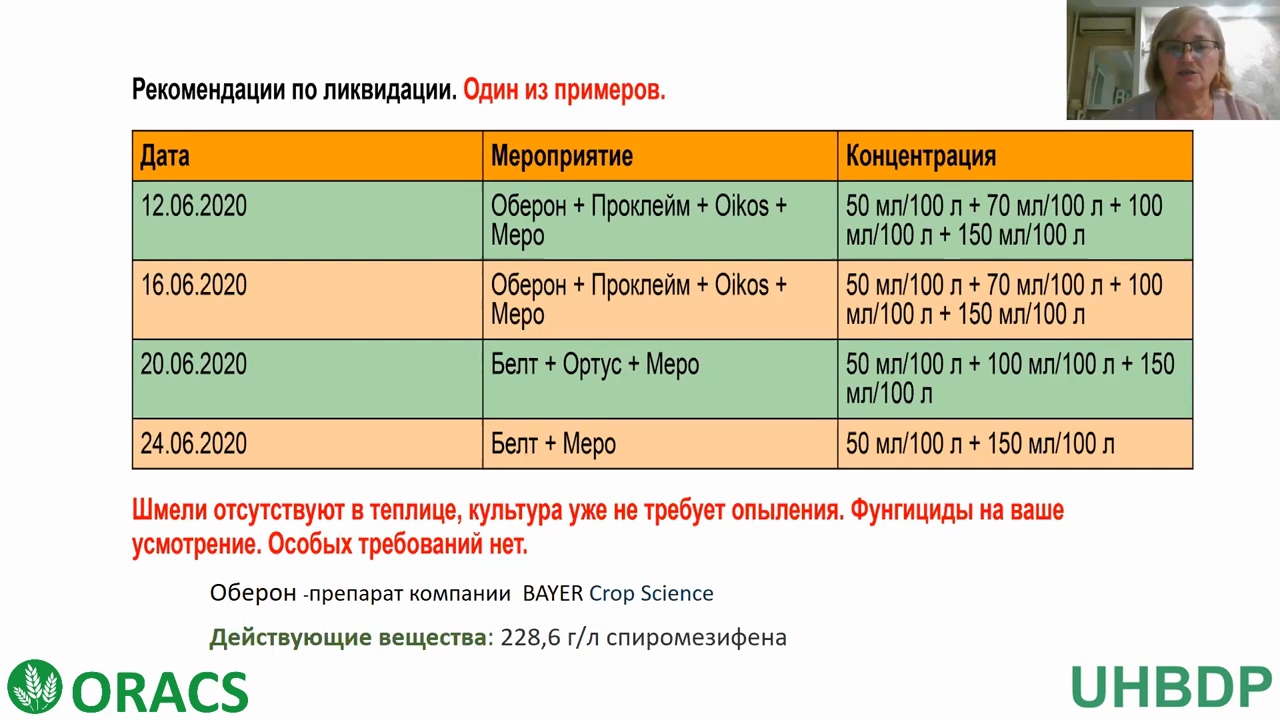 Рекомендации по ликвидации. Один из примеров.
Дата
Мероприятие
Концентрация
12.06.2020
Оберон + Проклейм + Oikos +
Меро
50 мл/100 л + 70 мл/100 л + 100
мл/100 л + 150 мл/100 л
16.06.2020
Оберон + Проклейм + Oikos +
Меро
50 мл/100 л + 70 мл/100 л + 100
мл/100 л + 150 мл/100 л
20.06.2020
Белт + Ортус + Меро
50 мл/100 л + 100 мл/100 л + 150
мл/100 л
24.06.2020
Белт + Меро
50 мл/100 л + 150 мл/100 л
Шмели отсутствуют в теплице, культура уже не требует опыления. Фунгициды на ваше
усмотрение. Особых требований нет.
Оберон -препарат компании BAYER Crop Science
Действующие вещества: 228,6 г/л спиромезифена
ORACS
UHBDP